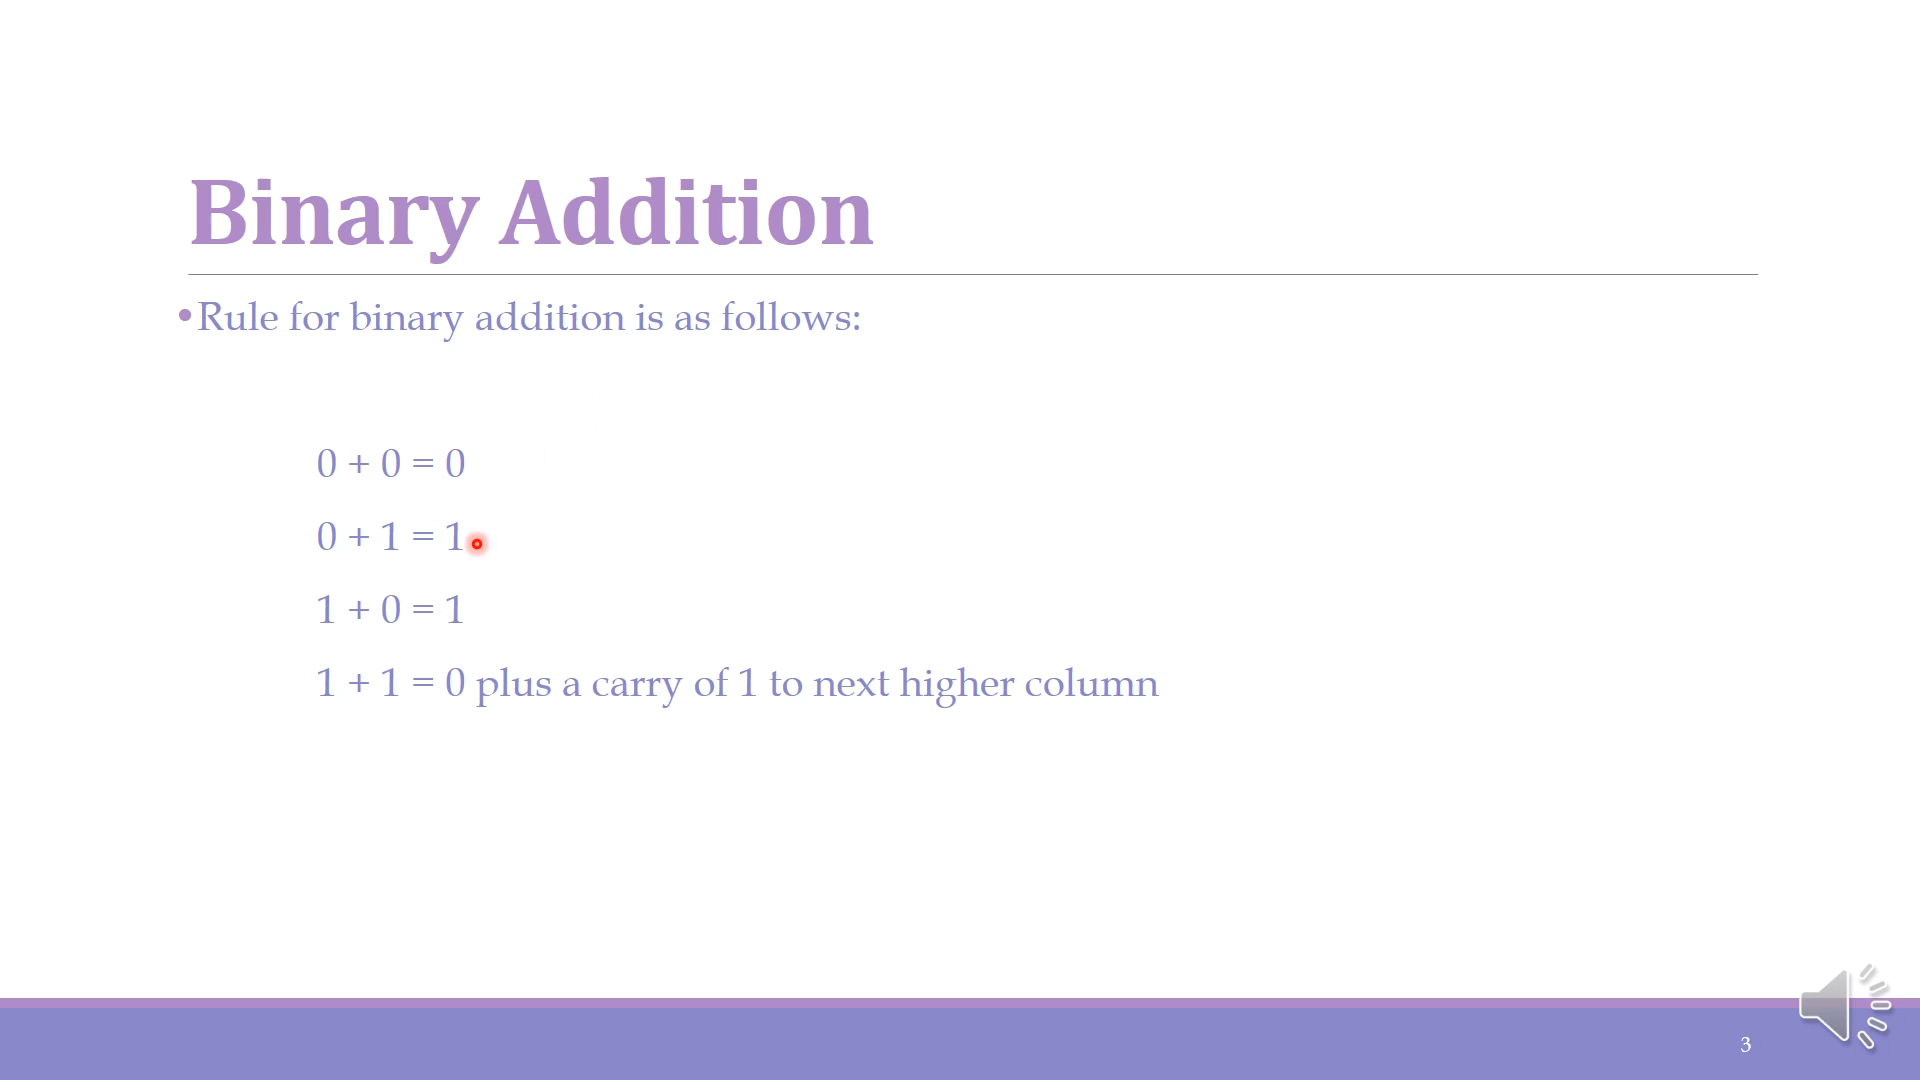 Binary Addition
•Rule for binary addition is as follows:
0 + 0 = 0
0 + 1 = 1
1 + 0 = 1
1 + 1 = 0 plus a carry of 1 to next higher column
3